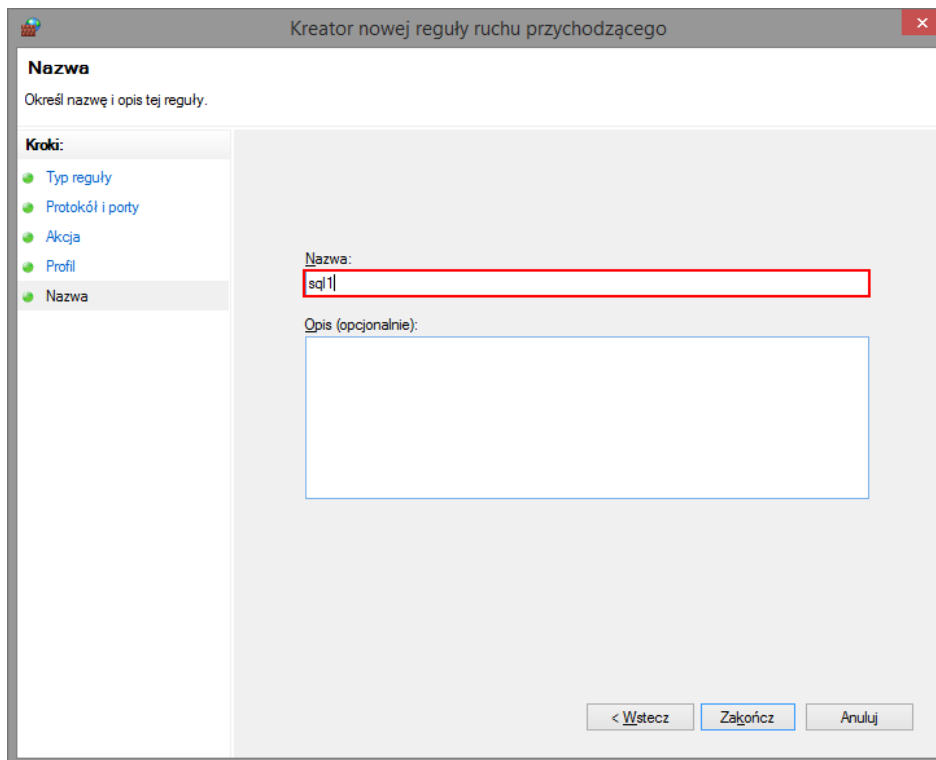 Kreator nowej reguły ruchu przychodzącego
Nazwa
Określ nazwę i opis tej reguły.
Kroki:
Typ reguły
Protokół i porty
Akcja
Profil
Nazwa
Nazwa:
sql1
Opis (opcjonalnie):
< Wstecz
Zakończ
Anuluj